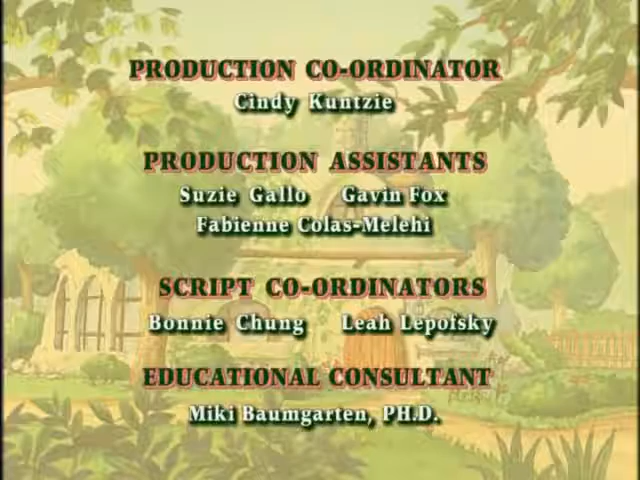 PRODUCTION CO-ORDINATOR
Cindy Kuntzie
PRODUCTION ASSISTANTS
Suzie Gallo Gavin Fox
Fabienne Colas-Melehi
SCRIPT CO-ORDINATORS
Bonnie Chung Leah Lepofsky
EDUCATIONAL CONSULTANT
Miki Baumgarten, PH.D.